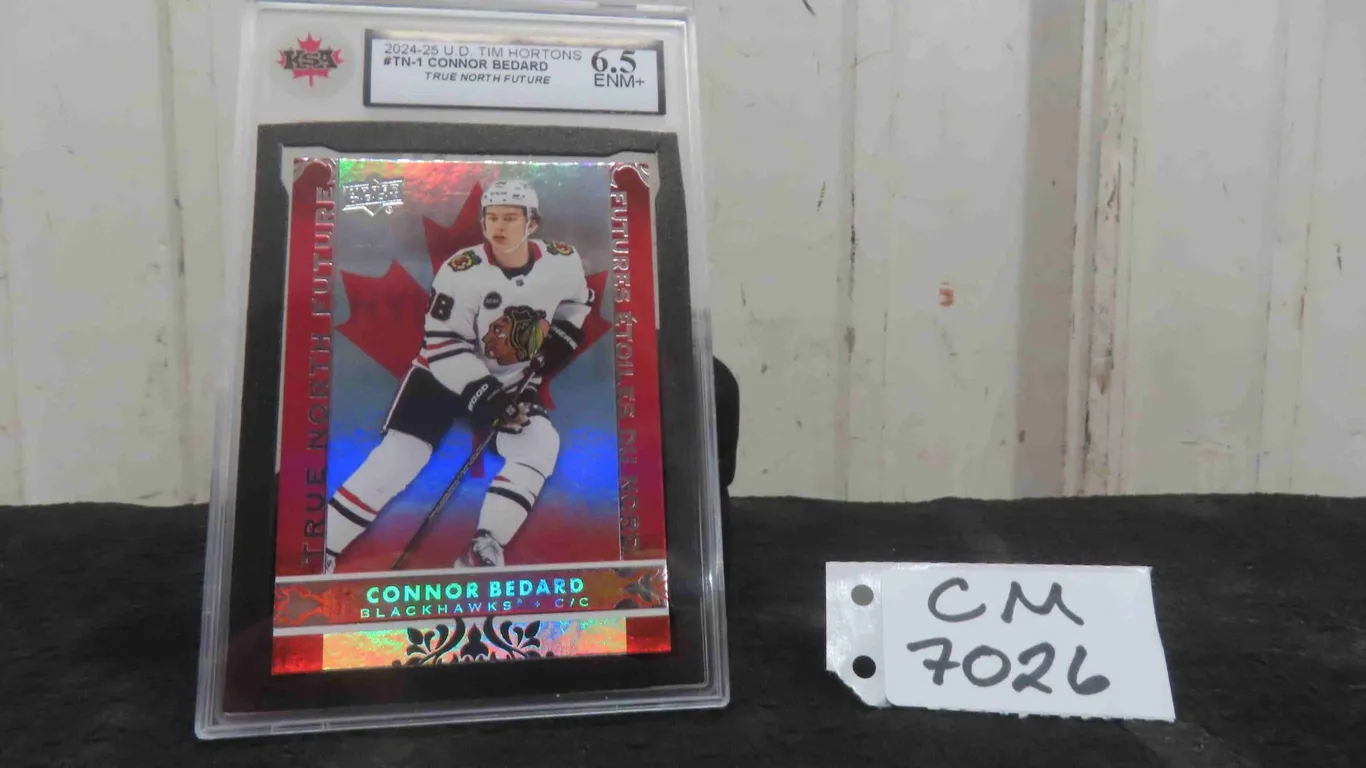 KSA
2024-25 U.D. TIM HORTONS
#TN-1 CONNOR BEDARD
TRUE NORTH FUTURE
6.5
ENM+
UPPER DECK
TRUE NORTH FUTURE
FUTURES ÉTOILES DU NORD
98
CONNOR BEDARD
BLACKHAWKS® + C/C
CM
7026